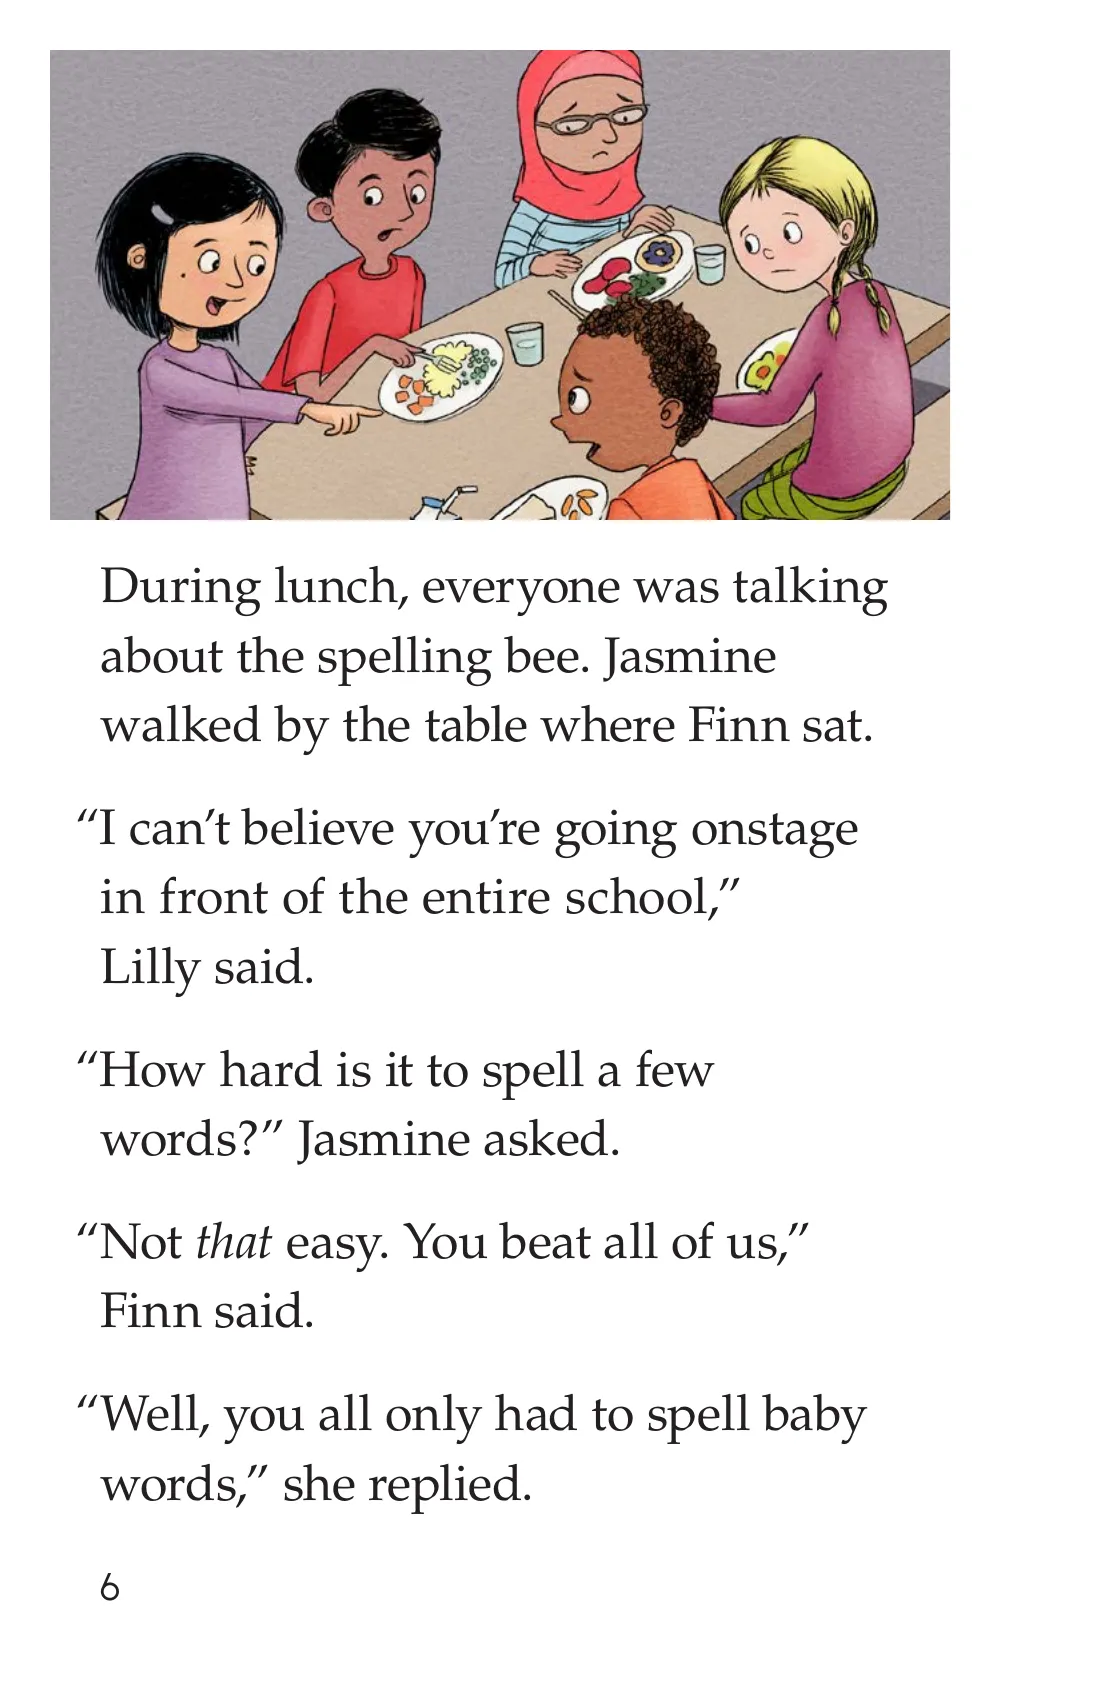 During lunch, everyone was talking
about the spelling bee. Jasmine
walked by the table where Finn sat.
“I can’t believe you’re going onstage
in front of the entire school,”
Lilly said.
“How hard is it to spell a few
words?” Jasmine asked.
“Not that easy. You beat all of us,”
Finn said.
“Well, you all only had to spell baby
words,” she replied.
6